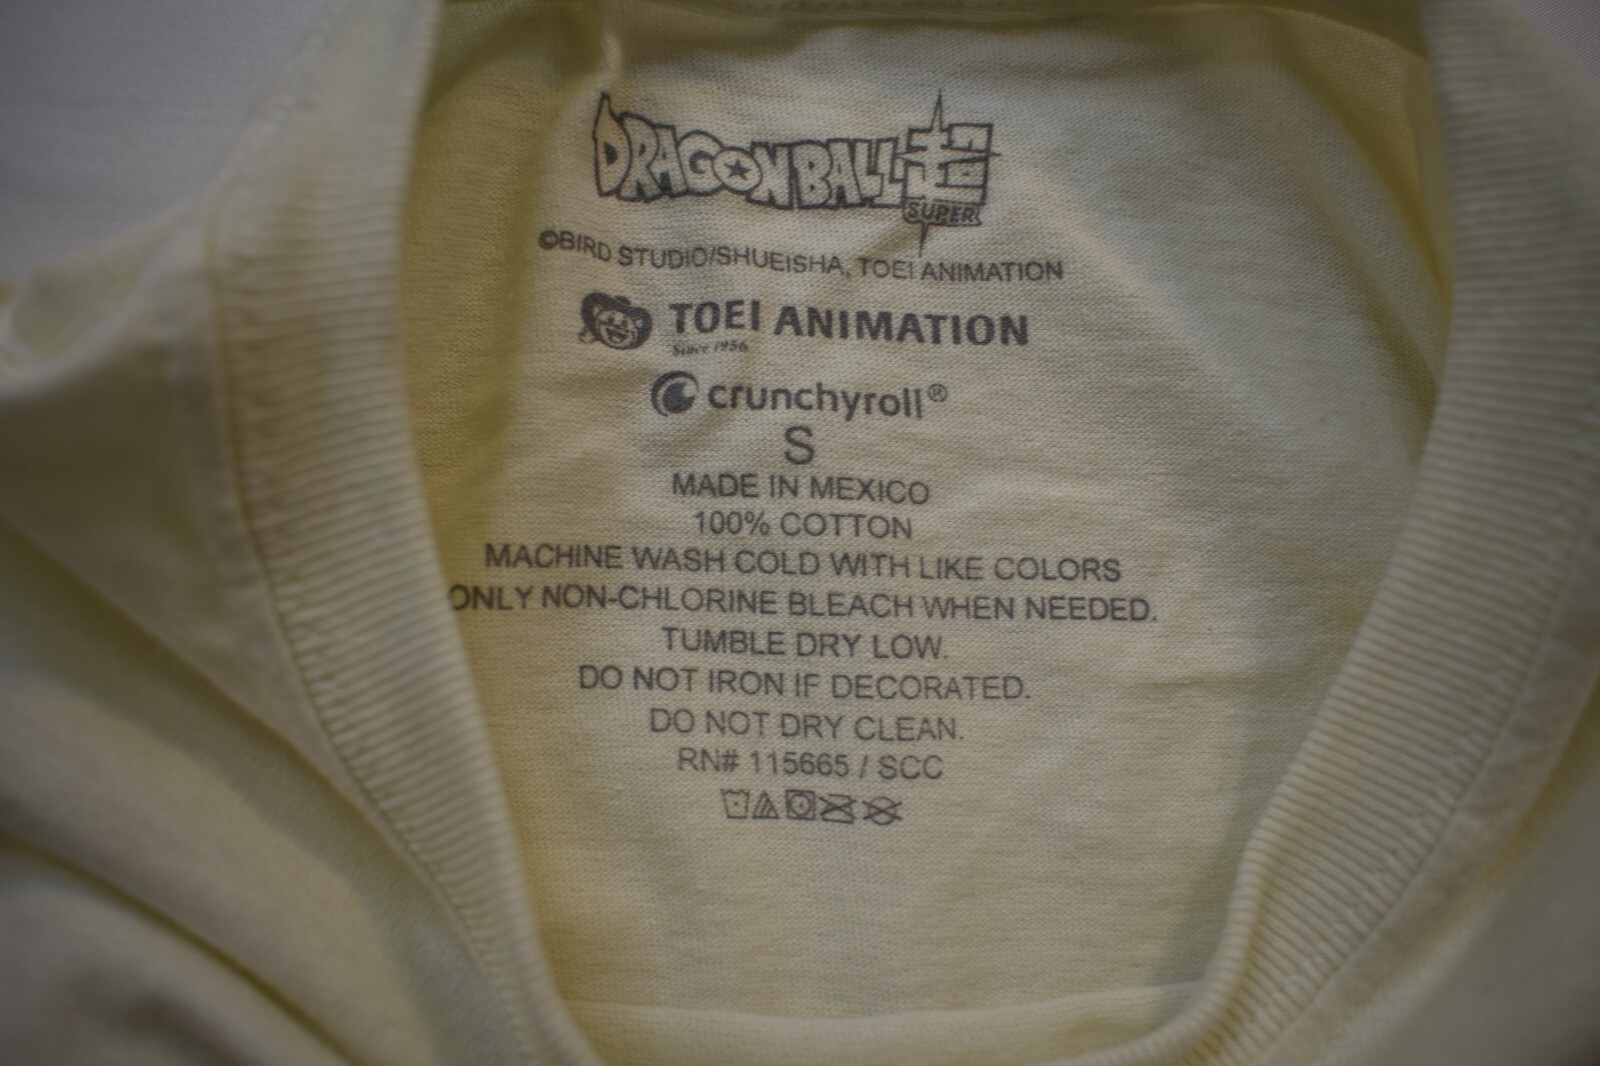 DRAGONBALL超
SUPER
©BIRD STUDIO/SHUEISHA, TOEI ANIMATION
TOEI ANIMATION
Since 1956
crunchyroll®
S
MADE IN MEXICO
100% COTTON
MACHINE WASH COLD WITH LIKE COLORS
ONLY NON-CHLORINE BLEACH WHEN NEEDED.
TUMBLE DRY LOW.
DO NOT IRON IF DECORATED.
DO NOT DRY CLEAN.
RN# 115665 / SCC